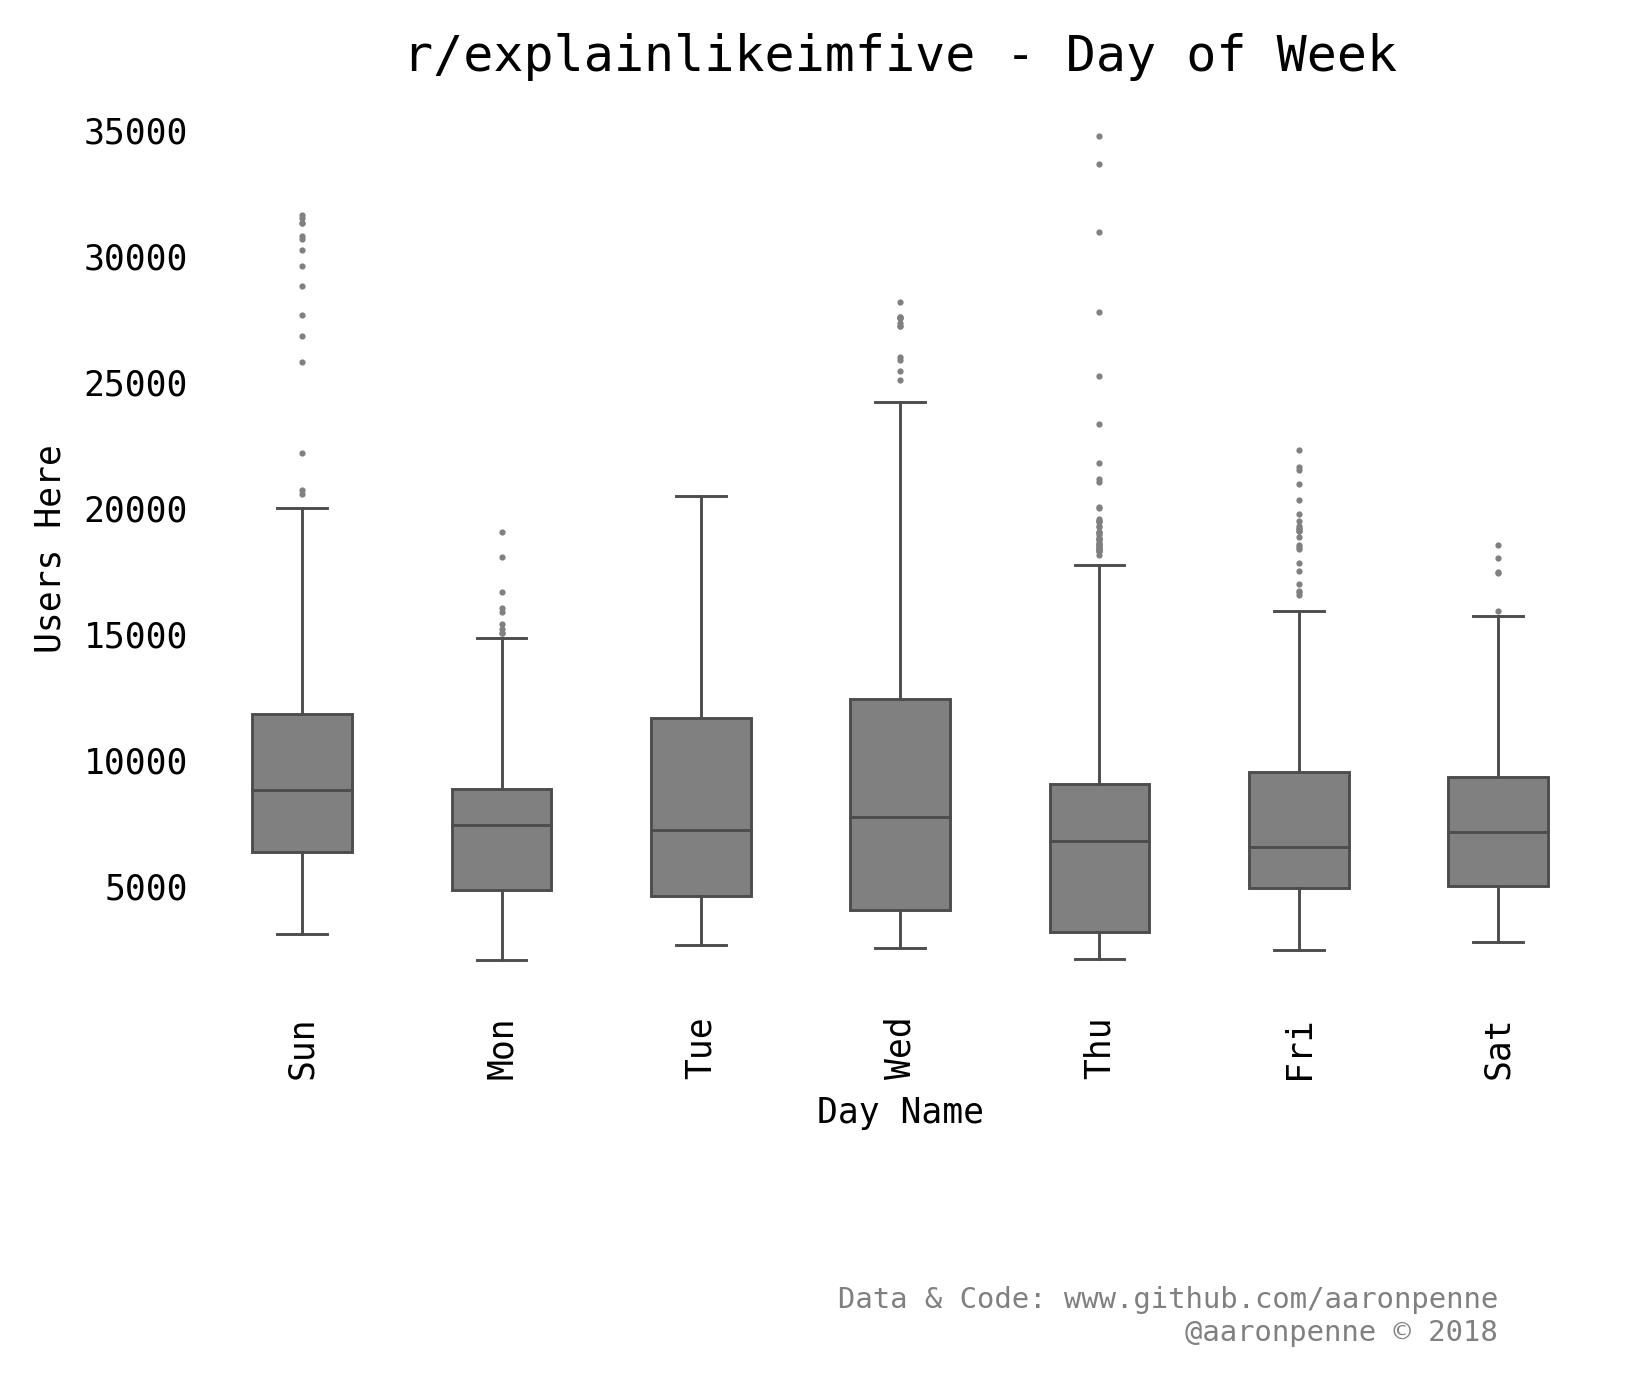 r/explainlikeimfive - Day of Week
35000
30000
25000
20000
15000
10000
5000
Users Here
Sun
Mon
Tue
Wed
Thu
Fri
Sat
Day Name
Data & Code: www.github.com/aaronpenne
@aaronpenne © 2018